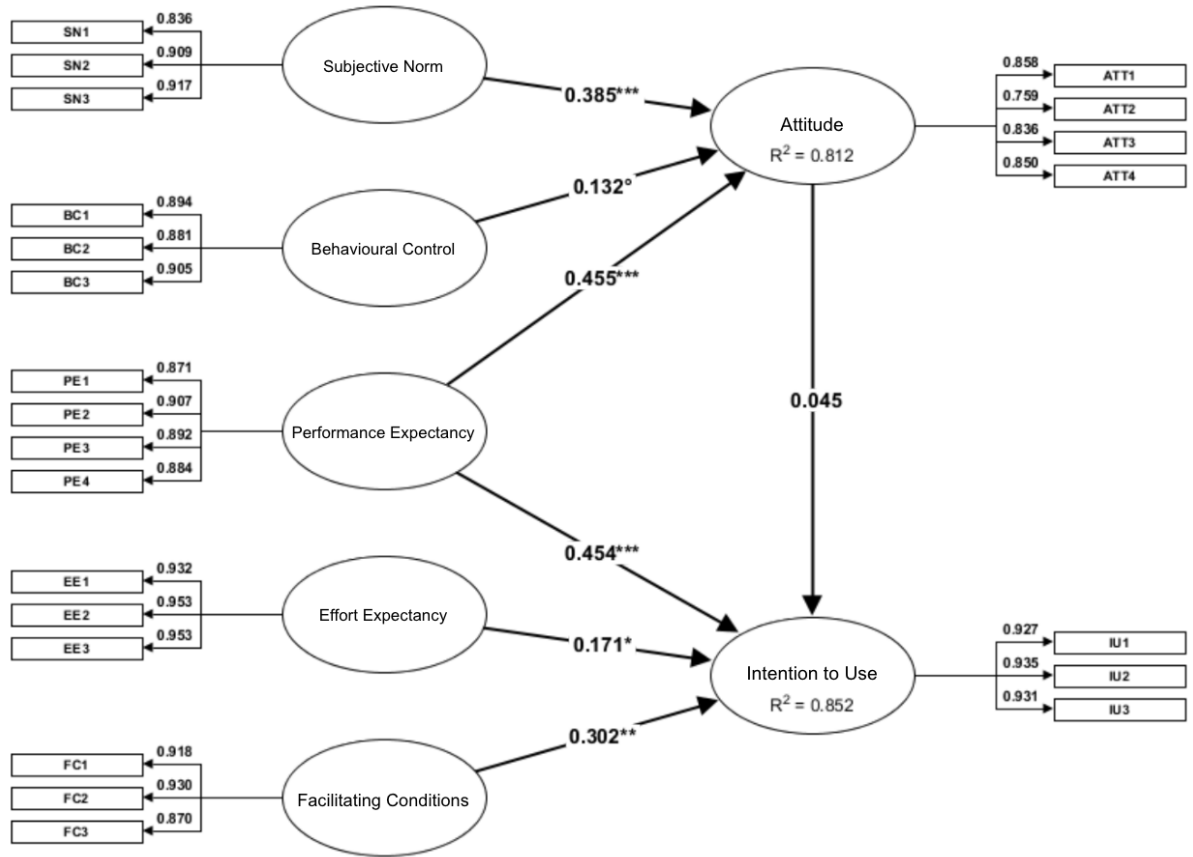 0.836
SN1
0.909
SN2
0.917
SN3
Subjective Norm
0.385***
Attitude
R² = 0.812
0.858
ATT1
0.759
ATT2
0.836
ATT3
0.850
ATT4
0.894
BC1
0.881
BC2
0.905
BC3
Behavioural Control
0.132°
0.455***
0.871
PE1
0.907
PE2
0.892
PE3
0.884
PE4
Performance Expectancy
0.045
0.454***
0.932
EE1
0.953
EE2
0.953
EE3
Effort Expectancy
0.171*
Intention to Use
R² = 0.852
0.927
IU1
0.935
IU2
0.931
IU3
0.302**
0.918
FC1
0.930
FC2
0.870
FC3
Facilitating Conditions